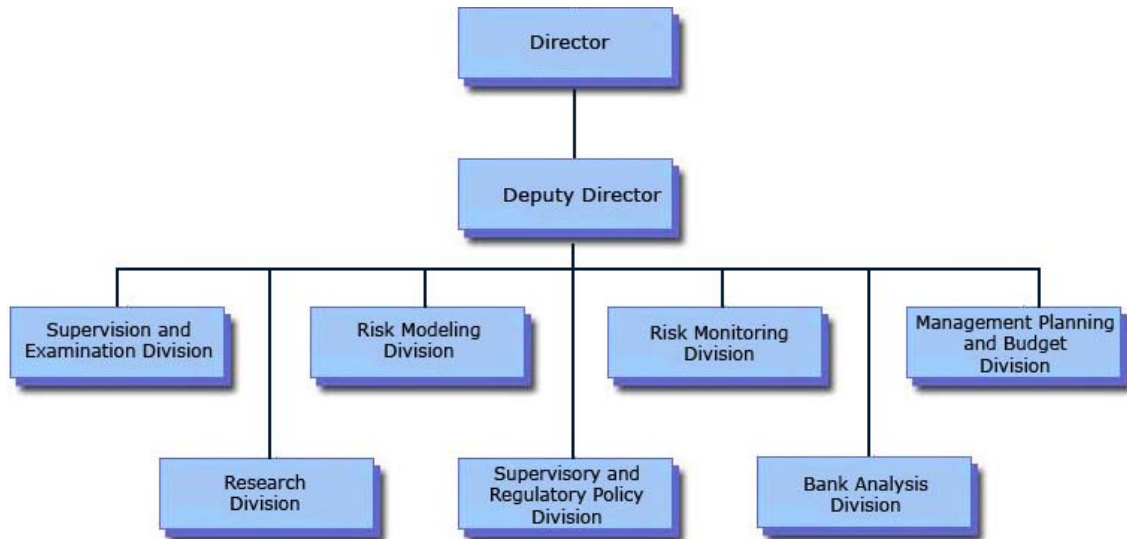 Director
Deputy Director
Supervision and
Examination Division
Risk Modeling
Division
Risk Monitoring
Division
Management Planning
and Budget
Division
Research
Division
Supervisory and
Regulatory Policy
Division
Bank Analysis
Division